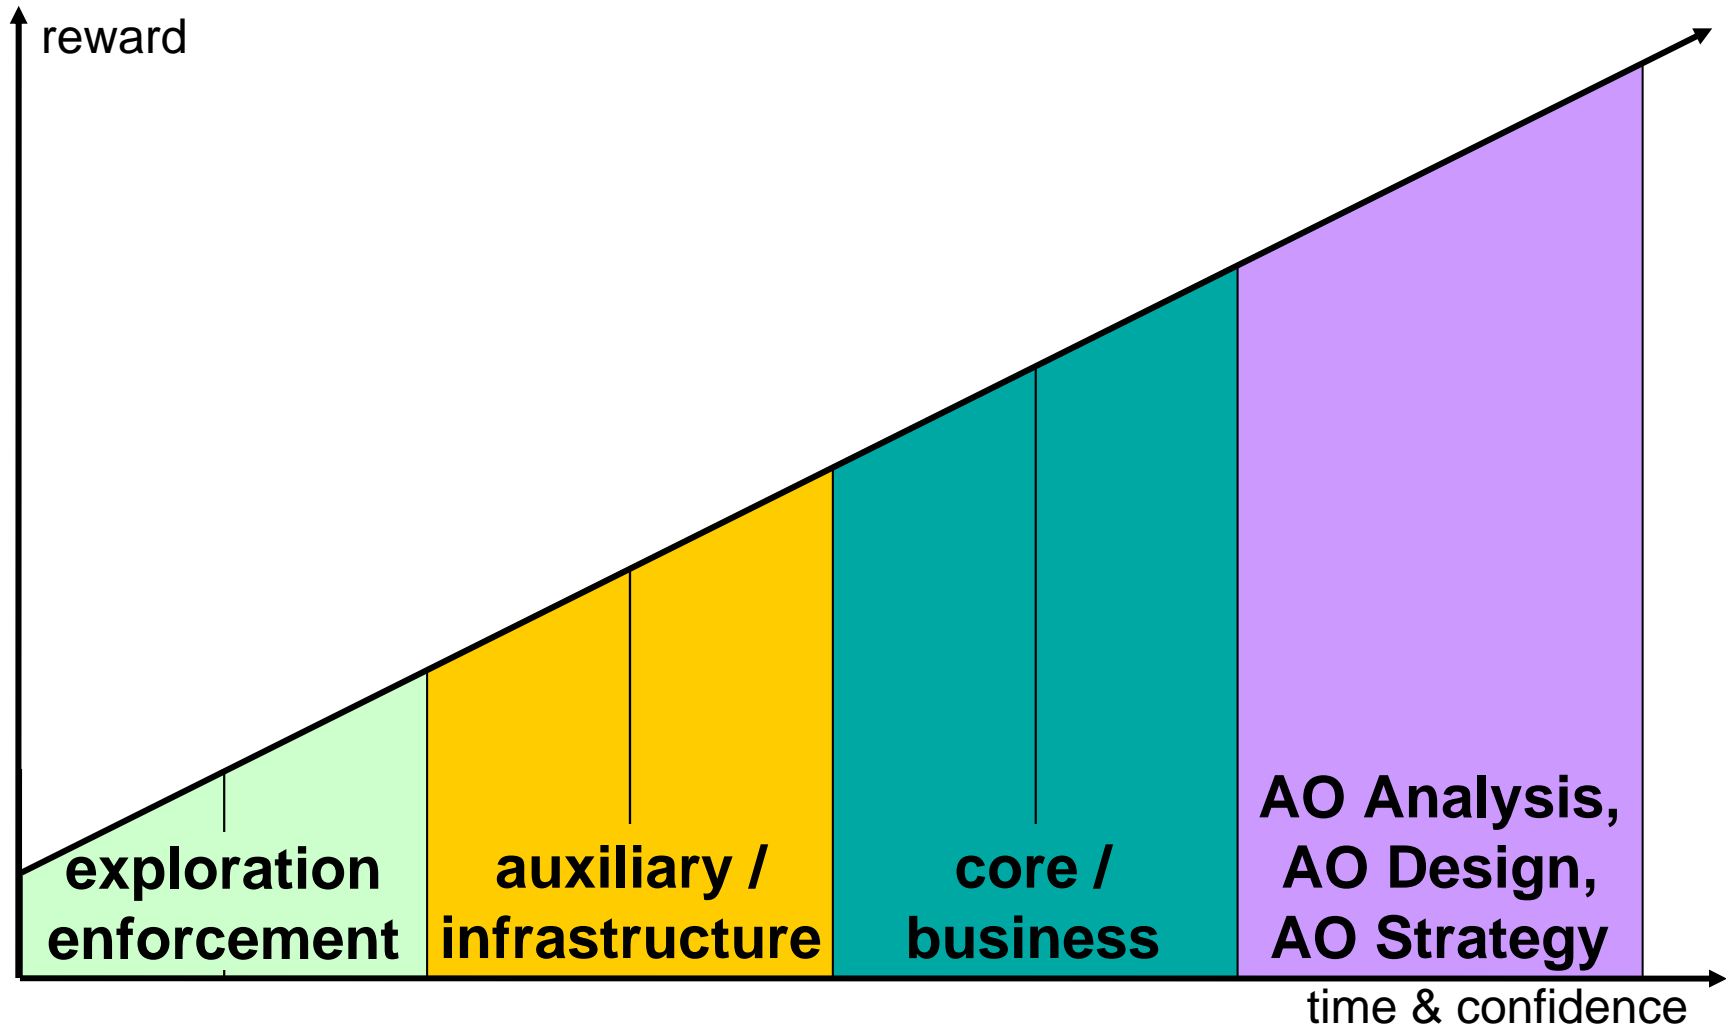 reward
exploration
enforcement
auxiliary /
infrastructure
core /
business
AO Analysis,
AO Design,
AO Strategy
time & confidence